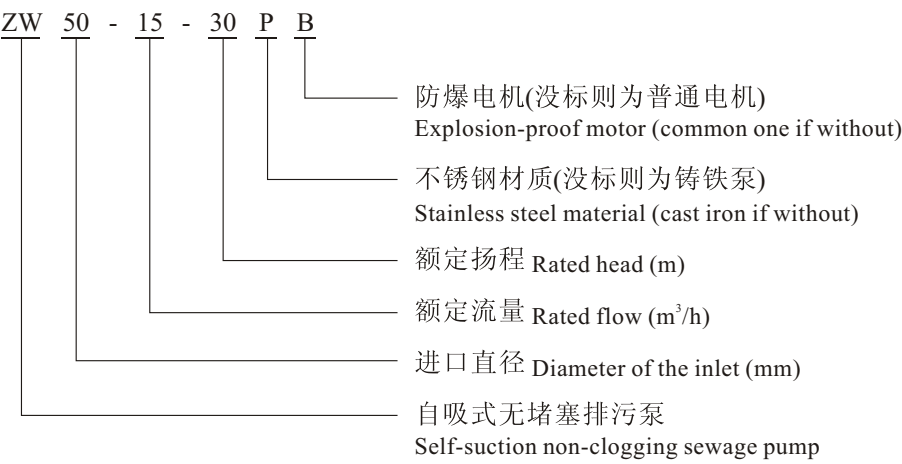 ZW 50 - 15 - 30 P B
防爆电机(没标则为普通电机)
Explosion-proof motor (common one if without)
不锈钢材质(没标则为铸铁泵)
Stainless steel material (cast iron if without)
额定扬程 Rated head (m)
额定流量 Rated flow (m³/h)
进口直径 Diameter of the inlet (mm)
自吸式无堵塞排污泵
Self-suction non-clogging sewage pump